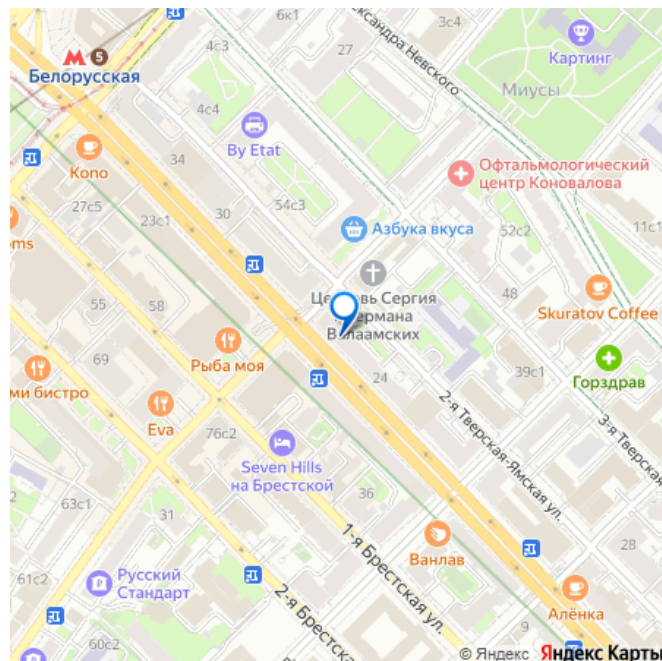 6к1
3с4
ександра Невского
4с3
27
Картинг
5
Белорусская
Миусы
4с4
By Etat
Офтальмологический
центр Коновалова
34
Kono
54с3
27с5
23с1
30
Азбука вкуса
52с2
11с1
oms
Церковь Сергия
Германа
Валаамских
48
Skuratov Coffee
55
58
Рыба моя
24
39с1
Горздрав
69
ми бистро
Eva
76с2
2-я Тверская-Ямская ул.
3-я Тверская
Seven Hills
на Брестской
36
63с1
31
1-я Брестская ул.
Ванлав
28
61с2
Русский
Стандарт
2-я Брестская ул.
Алёнка
9
60с2
© Яндекс Яндекс Карты